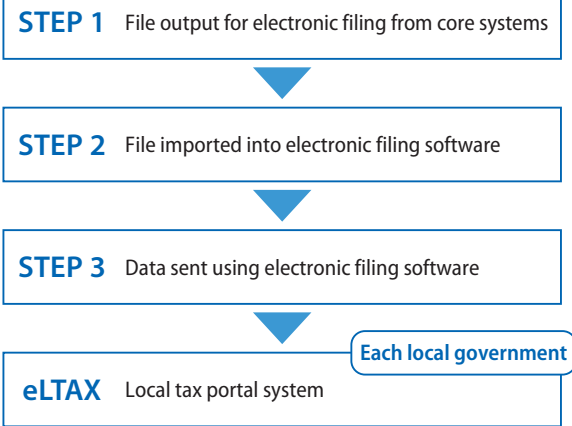 STEP 1 File output for electronic filing from core systems
STEP 2 File imported into electronic filing software
STEP 3 Data sent using electronic filing software
Each local government
eLTAX Local tax portal system